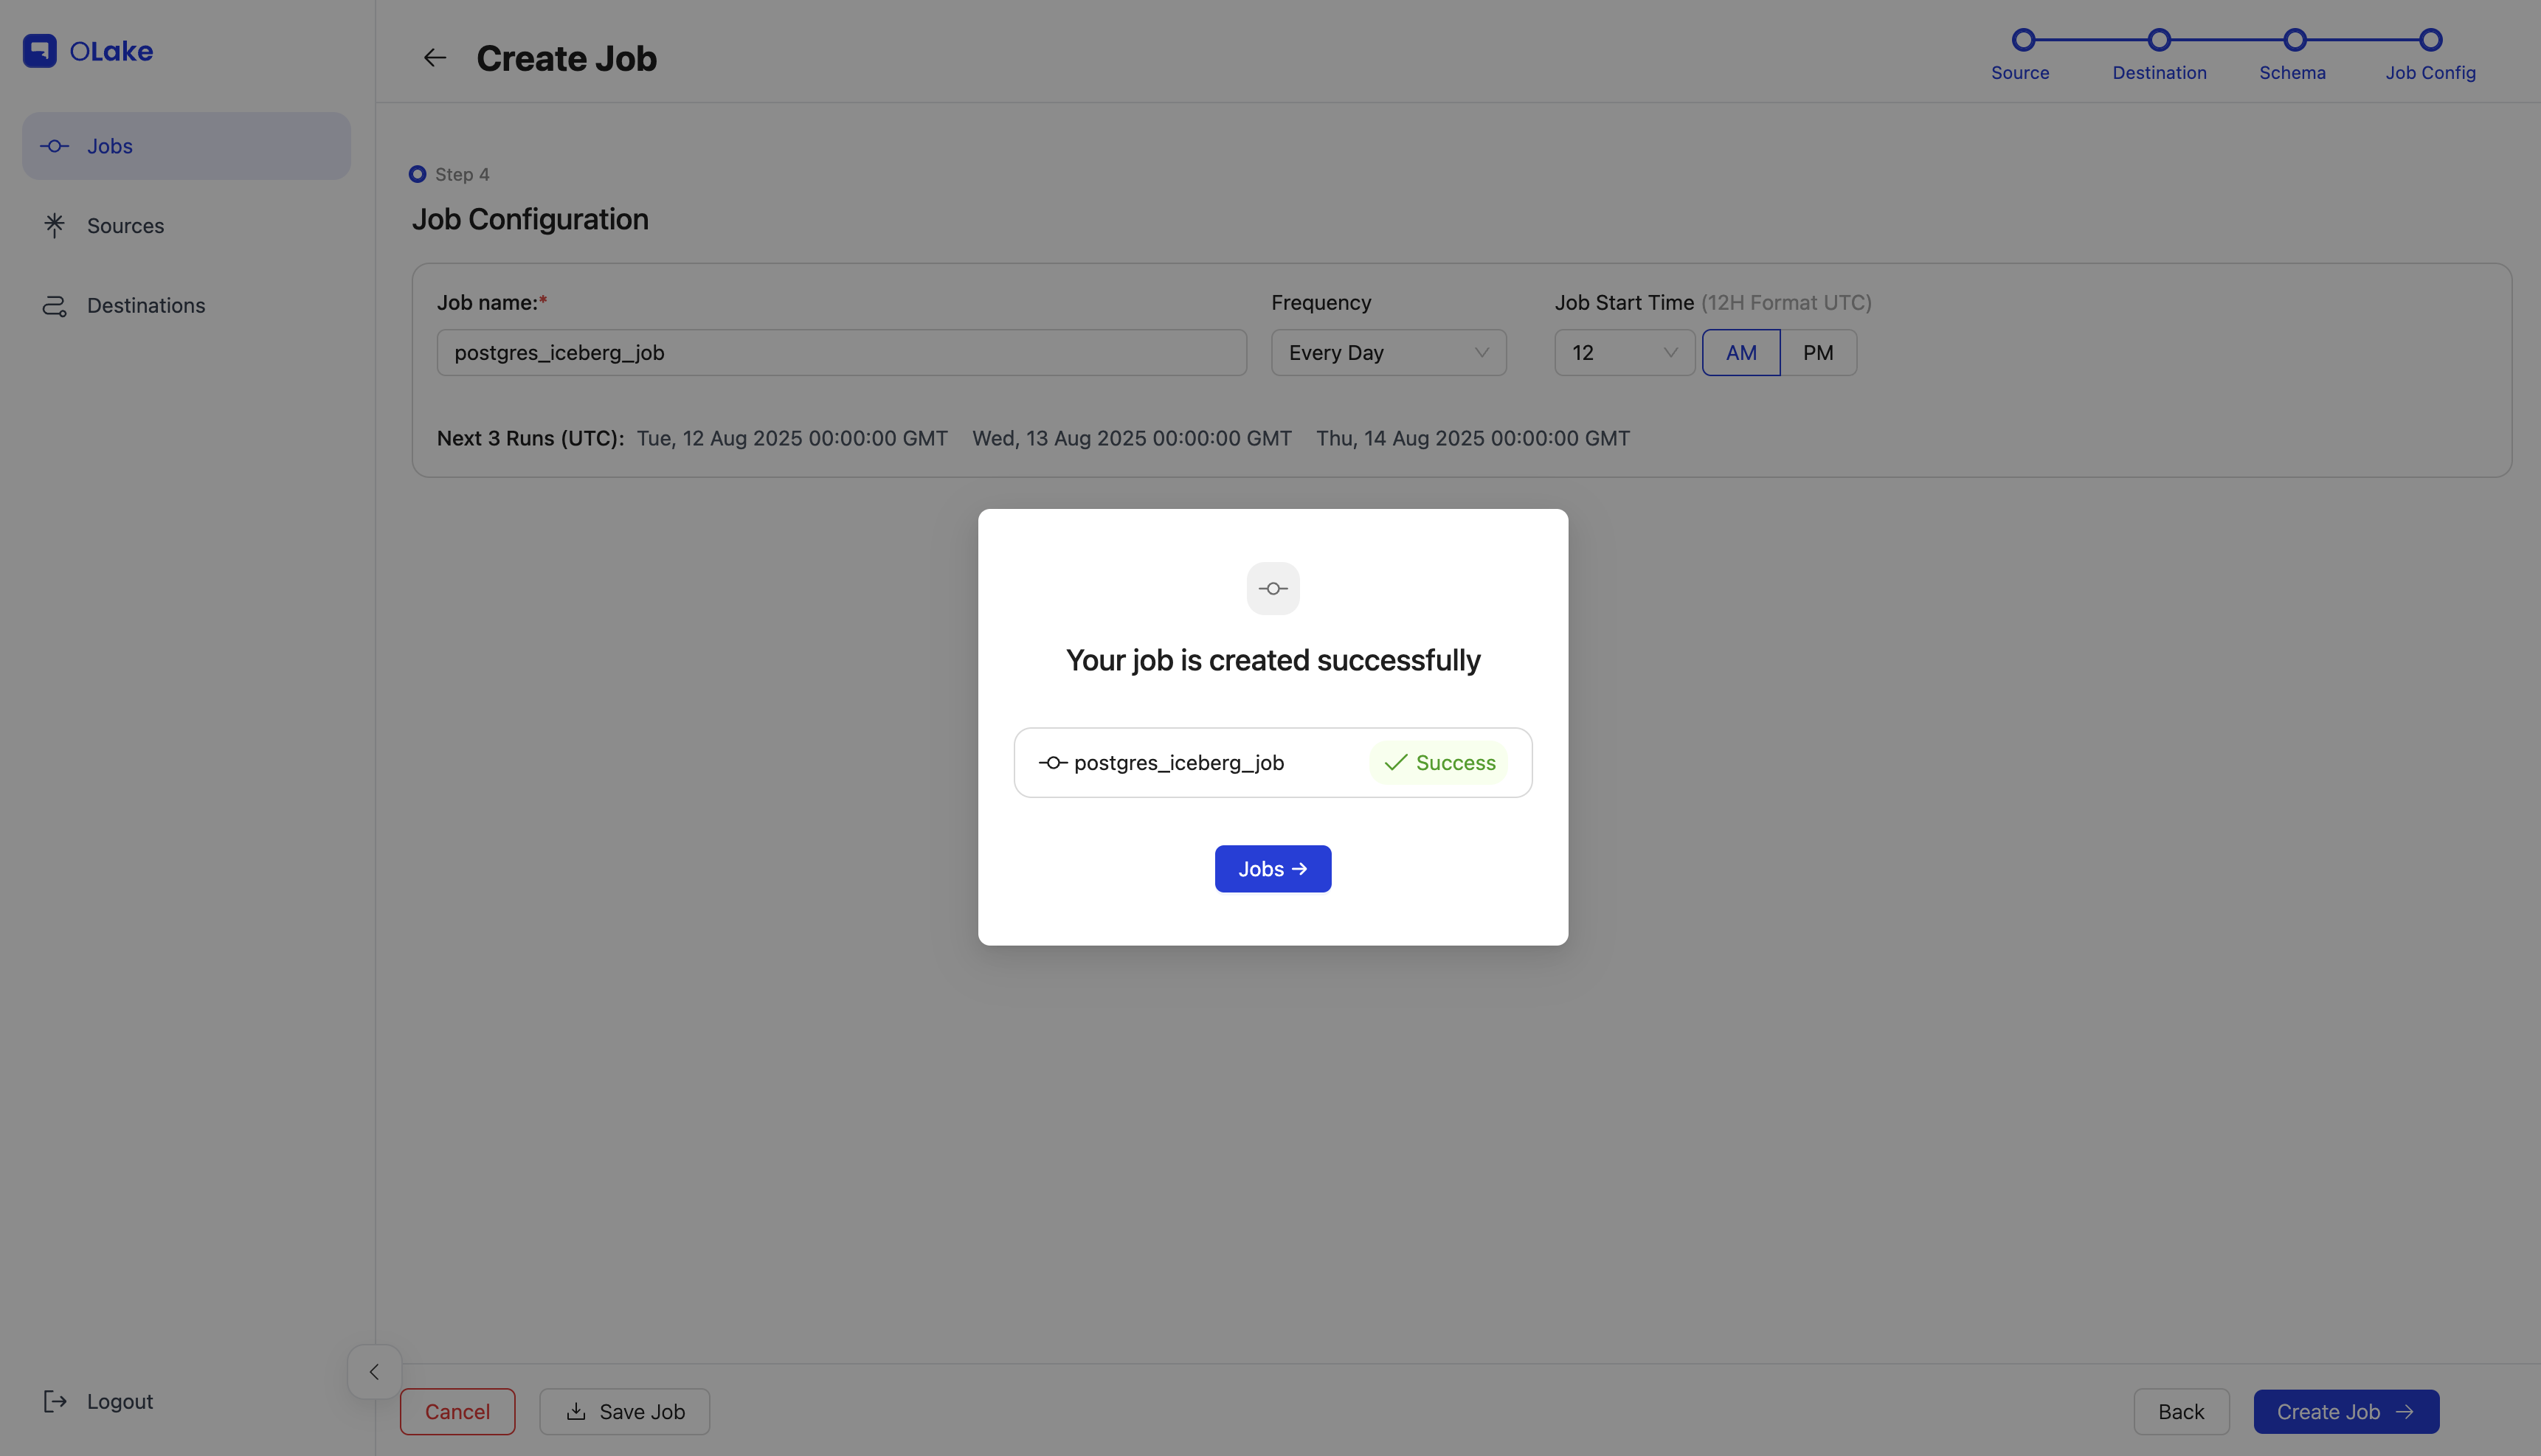 OLake
Jobs
Sources
Destinations
Logout
Create Job
Source Destination Schema Job Config
Step 4
Job Configuration
Job name:* Frequency Job Start Time (12H Format UTC)
postgres_iceberg_job Every Day 12 AM PM
Next 3 Runs (UTC): Tue, 12 Aug 2025 00:00:00 GMT Wed, 13 Aug 2025 00:00:00 GMT Thu, 14 Aug 2025 00:00:00 GMT
Your job is created successfully
postgres_iceberg_job Success
Jobs
Cancel Save Job Back Create Job